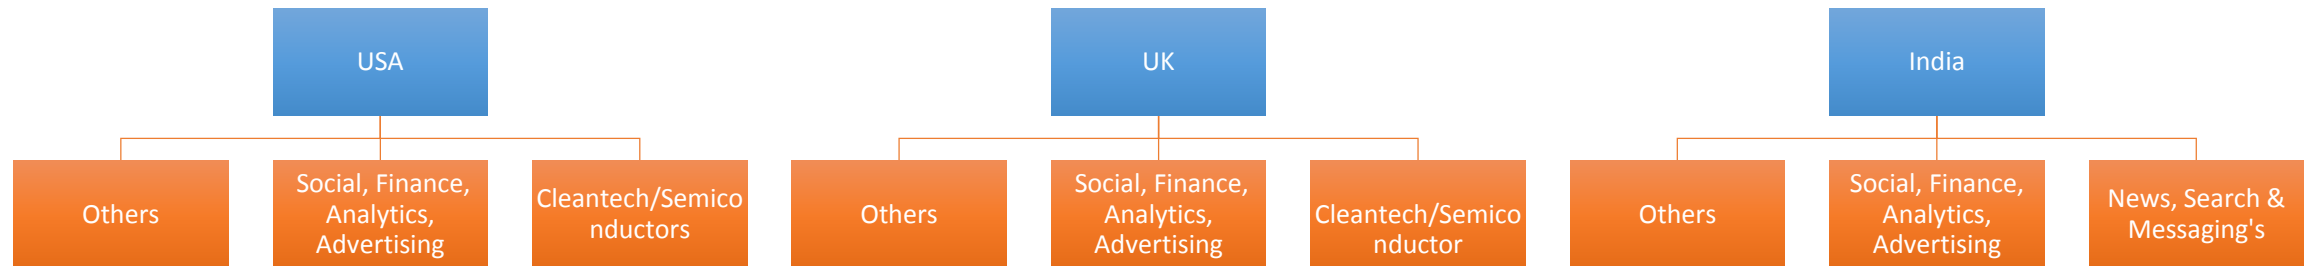 USA
UK
India
Others
Social, Finance,
Analytics,
Advertising
Cleantech/Semico
nductors
Others
Social, Finance,
Analytics,
Advertising
Cleantech/Semico
nductor
Others
Social, Finance,
Analytics,
Advertising
News, Search &
Messaging's